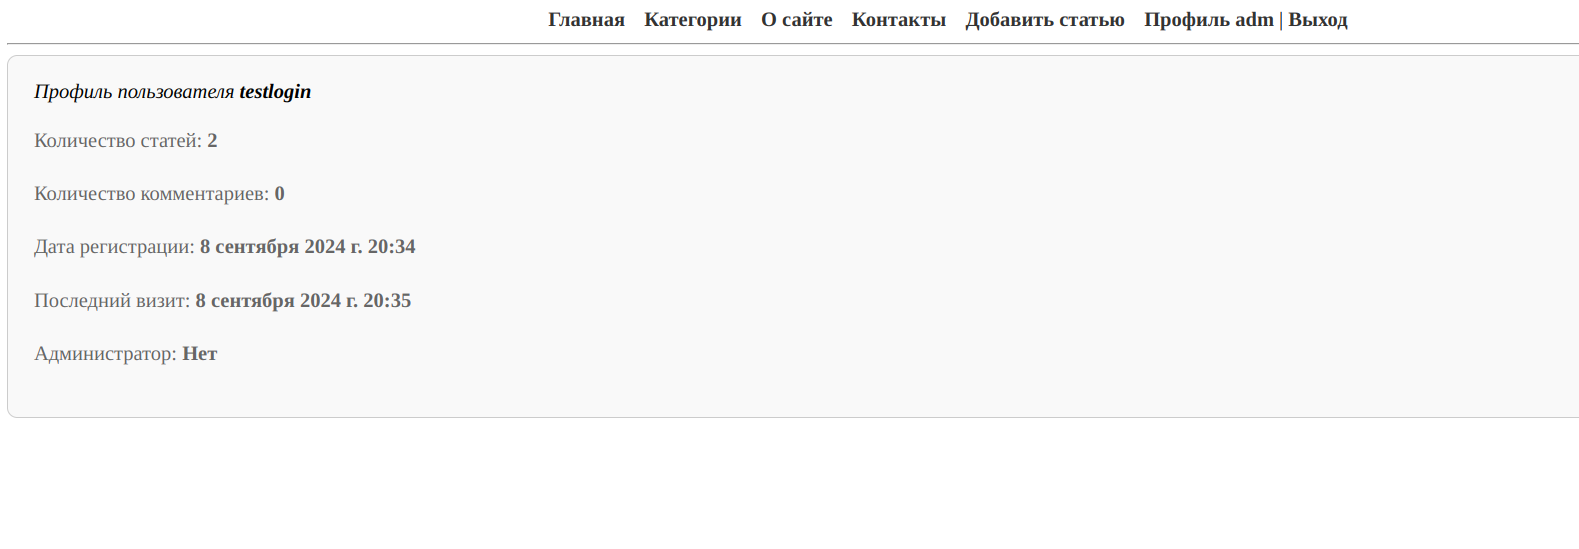 Главная Категории О сайте Контакты Добавить статью Профиль adm | Выход
Профиль пользователя testlogin
Количество статей: 2
Количество комментариев: 0
Дата регистрации: 8 сентября 2024 г. 20:34
Последний визит: 8 сентября 2024 г. 20:35
Администратор: Нет